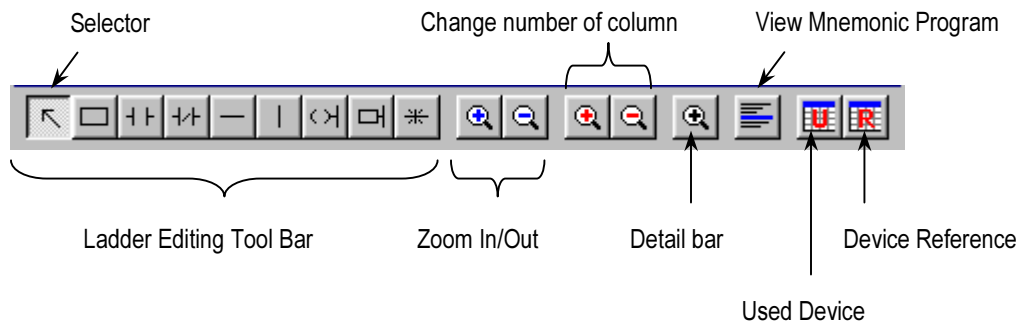 Selector
Change number of column
View Mnemonic Program
U
R
Ladder Editing Tool Bar
Zoom In/Out
Detail bar
Device Reference
Used Device